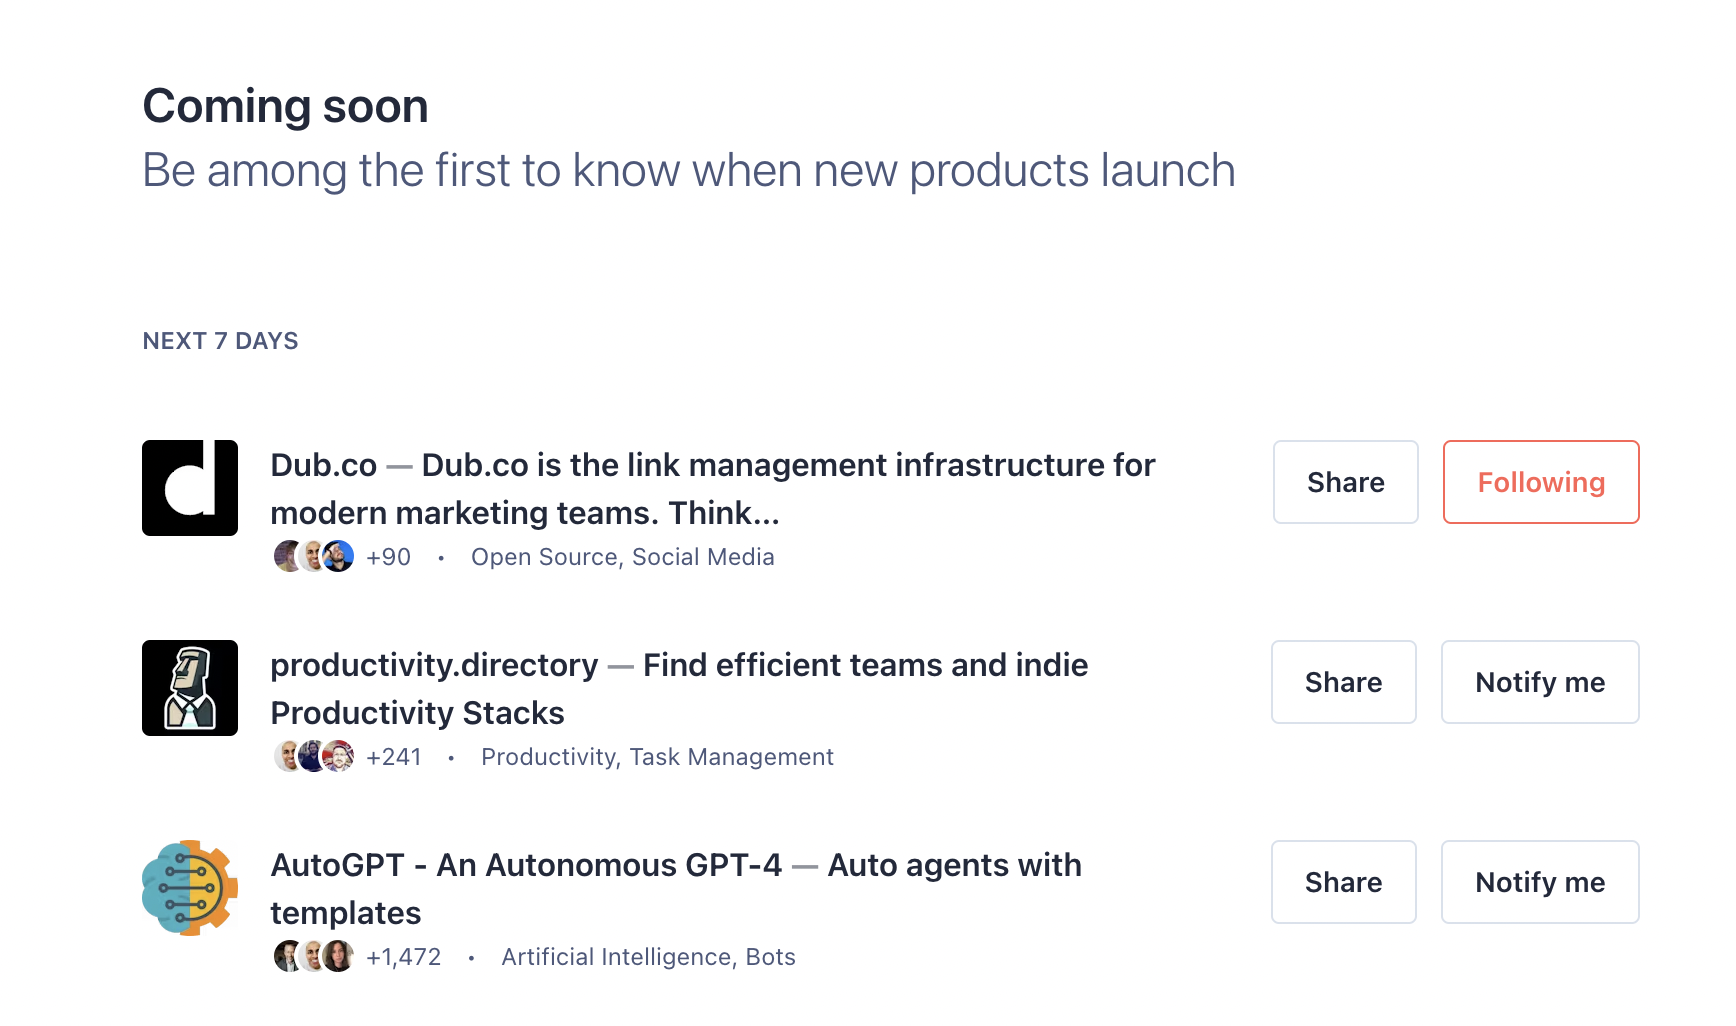 Coming soon
Be among the first to know when new products launch
NEXT 7 DAYS
Dub.co — Dub.co is the link management infrastructure for
modern marketing teams. Think...
+90 • Open Source, Social Media
Share
Following
productivity.directory — Find efficient teams and indie
Productivity Stacks
+241 • Productivity, Task Management
Share
Notify me
AutoGPT - An Autonomous GPT-4 — Auto agents with
templates
+1,472 • Artificial Intelligence, Bots
Share
Notify me